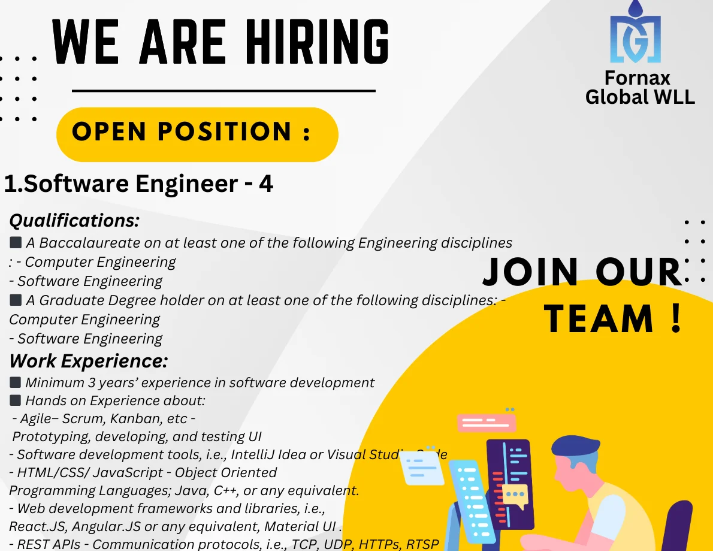 WE ARE HIRING
Fornax
Global WLL
OPEN POSITION :
1.Software Engineer - 4
Qualifications:
A Baccalaureate on at least one of the following Engineering disciplines
: - Computer Engineering
- Software Engineering
A Graduate Degree holder on at least one of the following disciplines: -
Computer Engineering
- Software Engineering
JOIN OUR
TEAM !
Work Experience:
Minimum 3 years’ experience in software development
Hands on Experience about:
- Agile– Scrum, Kanban, etc -
Prototyping, developing, and testing UI
- Software development tools, i.e., IntelliJ Idea or Visual Studio Code
- HTML/CSS/ JavaScript - Object Oriented
Programming Languages; Java, C++, or any equivalent.
- Web development frameworks and libraries, i.e.,
React.JS, Angular.JS or any equivalent, Material UI .
- REST APIs - Communication protocols, i.e., TCP, UDP, HTTPs, RTSP